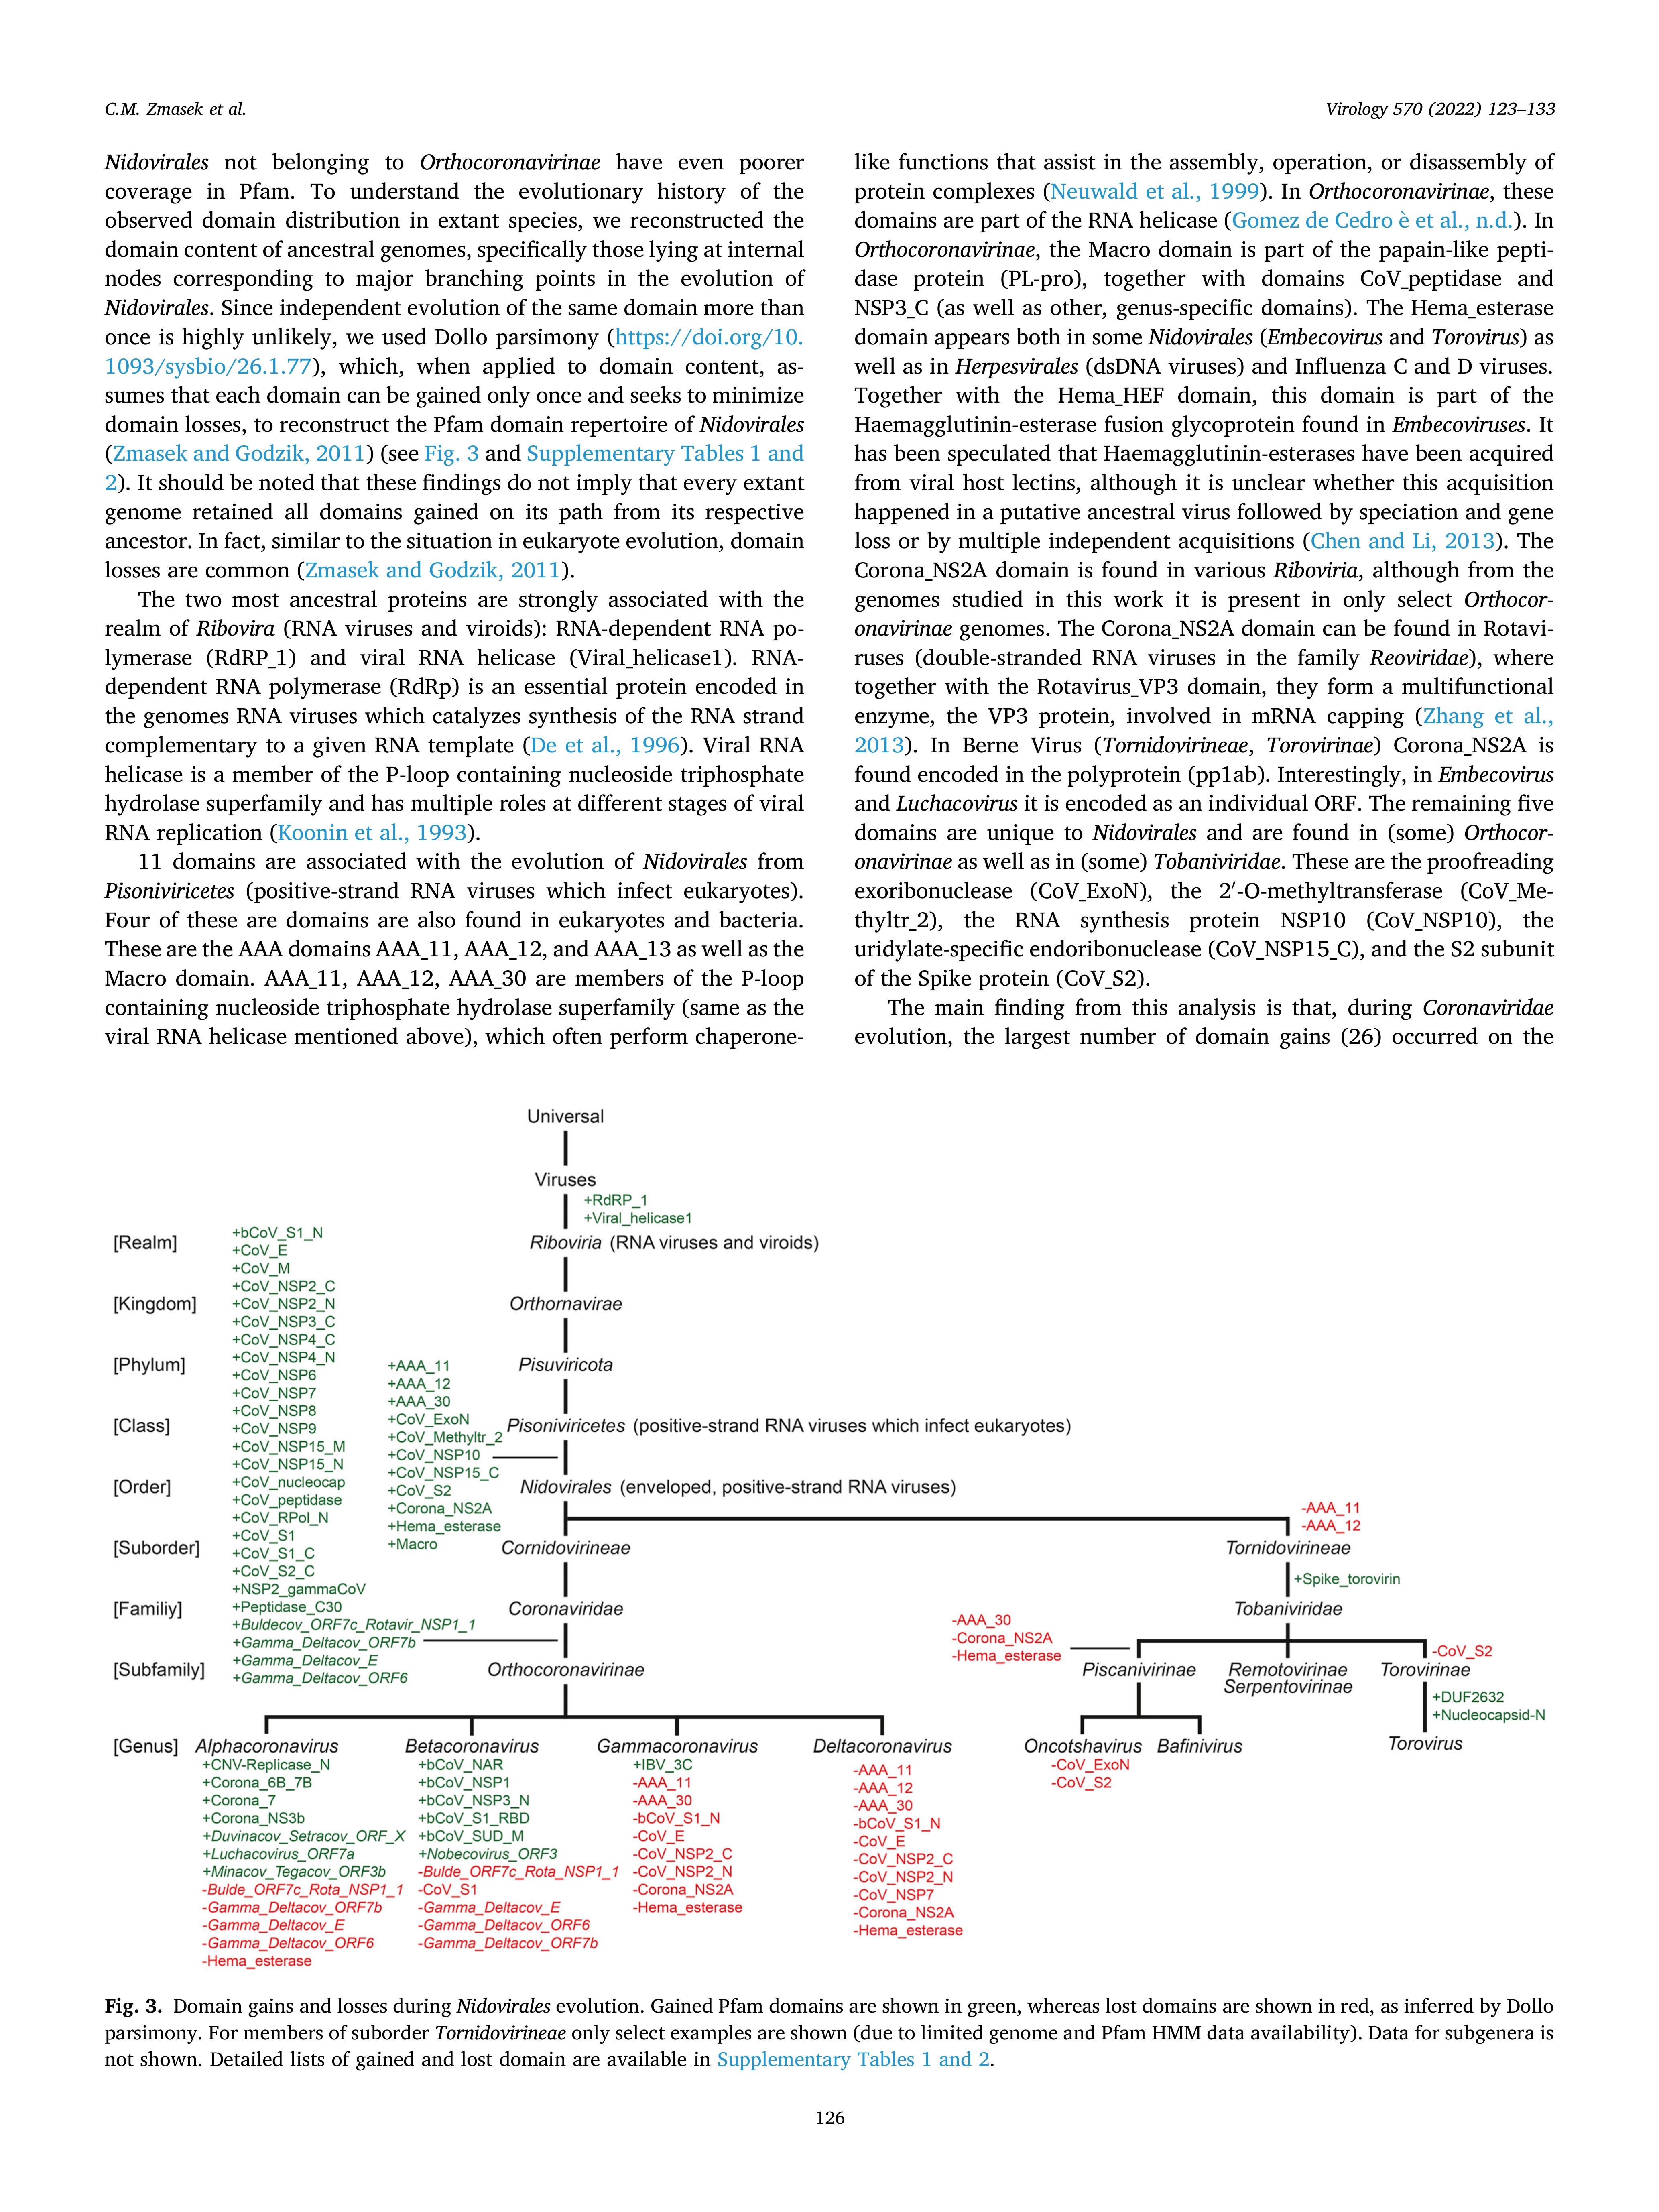 C.M. Zmasek et al.
Virology 570 (2022) 123–133
Nidovirales not belonging to Orthocoronavirinae have even poorer
coverage in Pfam. To understand the evolutionary history of the
observed domain distribution in extant species, we reconstructed the
domain content of ancestral genomes, specifically those lying at internal
nodes corresponding to major branching points in the evolution of
Nidovirales. Since independent evolution of the same domain more than
once is highly unlikely, we used Dollo parsimony (https://doi.org/10.
1093/sysbio/26.1.77), which, when applied to domain content, as-
sumes that each domain can be gained only once and seeks to minimize
domain losses, to reconstruct the Pfam domain repertoire of Nidovirales
(Zmasek and Godzik, 2011) (see Fig. 3 and Supplementary Tables 1 and
2). It should be noted that these findings do not imply that every extant
genome retained all domains gained on its path from its respective
ancestor. In fact, similar to the situation in eukaryote evolution, domain
losses are common (Zmasek and Godzik, 2011).
The two most ancestral proteins are strongly associated with the
realm of Ribovira (RNA viruses and viroids): RNA-dependent RNA po-
lymerase (RdRP_1) and viral RNA helicase (Viral_helicase1). RNA-
dependent RNA polymerase (RdRp) is an essential protein encoded in
the genomes RNA viruses which catalyzes synthesis of the RNA strand
complementary to a given RNA template (De et al., 1996). Viral RNA
helicase is a member of the P-loop containing nucleoside triphosphate
hydrolase superfamily and has multiple roles at different stages of viral
RNA replication (Koonin et al., 1993).
11 domains are associated with the evolution of Nidovirales from
Pisoniviricetes (positive-strand RNA viruses which infect eukaryotes).
Four of these are domains are also found in eukaryotes and bacteria.
These are the AAA domains AAA_11, AAA_12, and AAA_13 as well as the
Macro domain. AAA_11, AAA_12, AAA_30 are members of the P-loop
containing nucleoside triphosphate hydrolase superfamily (same as the
viral RNA helicase mentioned above), which often perform chaperone-
like functions that assist in the assembly, operation, or disassembly of
protein complexes (Neuwald et al., 1999). In Orthocoronavirinae, these
domains are part of the RNA helicase (Gomez de Cedro è et al., n.d.). In
Orthocoronavirinae, the Macro domain is part of the papain-like pepti-
dase protein (PL-pro), together with domains CoV_peptidase and
NSP3_C (as well as other, genus-specific domains). The Hema_esterase
domain appears both in some Nidovirales (Embecovirus and Torovirus) as
well as in Herpesvirales (dsDNA viruses) and Influenza C and D viruses.
Together with the Hema_HEF domain, this domain is part of the
Haemagglutinin-esterase fusion glycoprotein found in Embecoviruses. It
has been speculated that Haemagglutinin-esterases have been acquired
from viral host lectins, although it is unclear whether this acquisition
happened in a putative ancestral virus followed by speciation and gene
loss or by multiple independent acquisitions (Chen and Li, 2013). The
Corona_NS2A domain is found in various Riboviria, although from the
genomes studied in this work it is present in only select Orthocor-
onavirinae genomes. The Corona_NS2A domain can be found in Rotavi-
ruses (double-stranded RNA viruses in the family Reoviridae), where
together with the Rotavirus_VP3 domain, they form a multifunctional
enzyme, the VP3 protein, involved in mRNA capping (Zhang et al.,
2013). In Berne Virus (Tornidovirineae, Torovirinae) Corona_NS2A is
found encoded in the polyprotein (pp1ab). Interestingly, in Embecovirus
and Luchacovirus it is encoded as an individual ORF. The remaining five
domains are unique to Nidovirales and are found in (some) Orthocor-
onavirinae as well as in (some) Tobaniviridae. These are the proofreading
exoribonuclease (CoV_ExoN), the 2′-O-methyltransferase (CoV_Me-
thyltr_2), the RNA synthesis protein NSP10 (CoV_NSP10), the
uridylate-specific endoribonuclease (CoV_NSP15_C), and the S2 subunit
of the Spike protein (CoV_S2).
The main finding from this analysis is that, during Coronaviridae
evolution, the largest number of domain gains (26) occurred on the
Universal
Viruses
+RdRP_1
+Viral_helicase1
[Realm]
Riboviria (RNA viruses and viroids)
[Kingdom]
Orthornavirae
[Phylum]
Pisuviricota
[Class]
Pisoniviricetes (positive-strand RNA viruses which infect eukaryotes)
[Order]
Nidovirales (enveloped, positive-strand RNA viruses)
[Suborder]
Cornidovirineae
Tornidovirineae
[Familiy]
Coronaviridae
Tobaniviridae
[Subfamily]
Orthocoronavirinae
Piscanivirinae
Remotovirinae
Serpentovirinae
Torovirinae
+bCoV_S1_N
+CoV_E
+CoV_M
+CoV_NSP2_C
+CoV_NSP2_N
+CoV_NSP3_C
+CoV_NSP4_C
+CoV_NSP4_N
+CoV_NSP6
+CoV_NSP7
+CoV_NSP8
+CoV_NSP9
+CoV_NSP15_M
+CoV_NSP15_N
+CoV_nucleocap
+CoV_peptidase
+CoV_RPol_N
+CoV_S1
+CoV_S1_C
+CoV_S2_C
+NSP2_gammaCoV
+Peptidase_C30
+Buldecov_ORF7c_Rotavir_NSP1_1
+Gamma_Deltacov_ORF7b
+Gamma_Deltacov_E
+Gamma_Deltacov_ORF6
+AAA_11
+AAA_12
+AAA_30
+CoV_ExoN
+CoV_Methyltr_2
+CoV_NSP10
+CoV_NSP15_C
+CoV_S2
+Corona_NS2A
+Hema_esterase
+Macro
-AAA_11
-AAA_12
+Spike_torovirin
-AAA_30
-Corona_NS2A
-Hema_esterase
-CoV_S2
+DUF2632
+Nucleocapsid-N
[Genus]
Alphacoronavirus
+CNV-Replicase_N
+Corona_6B_7B
+Corona_7
+Corona_NS3b
+Duvinacov_Setracov_ORF_X
+Luchacovirus_ORF7a
+Minacov_Tegacov_ORF3b
-Bulde_ORF7c_Rota_NSP1_1
-Gamma_Deltacov_ORF7b
-Gamma_Deltacov_E
-Gamma_Deltacov_ORF6
-Hema_esterase
Betacoronavirus
+bCoV_NAR
+bCoV_NSP1
+bCoV_NSP3_N
+bCoV_S1_RBD
+bCoV_SUD_M
+Nobecovirus_ORF3
-Bulde_ORF7c_Rota_NSP1_1
-CoV_S1
-Gamma_Deltacov_E
-Gamma_Deltacov_ORF6
-Gamma_Deltacov_ORF7b
Gammacoronavirus
+IBV_3C
-AAA_11
-AAA_30
-bCoV_S1_N
-CoV_E
-CoV_NSP2_C
-CoV_NSP2_N
-Corona_NS2A
-Hema_esterase
Deltacoronavirus
-AAA_11
-AAA_12
-AAA_30
-bCoV_S1_N
-CoV_E
-CoV_NSP2_C
-CoV_NSP2_N
-CoV_NSP7
-Corona_NS2A
-Hema_esterase
Oncotshavirus
-CoV_ExoN
-CoV_S2
Bafinivirus
Torovirus
Fig. 3. Domain gains and losses during Nidovirales evolution. Gained Pfam domains are shown in green, whereas lost domains are shown in red, as inferred by Dollo
parsimony. For members of suborder Tornidovirineae only select examples are shown (due to limited genome and Pfam HMM data availability). Data for subgenera is
not shown. Detailed lists of gained and lost domain are available in Supplementary Tables 1 and 2.
126